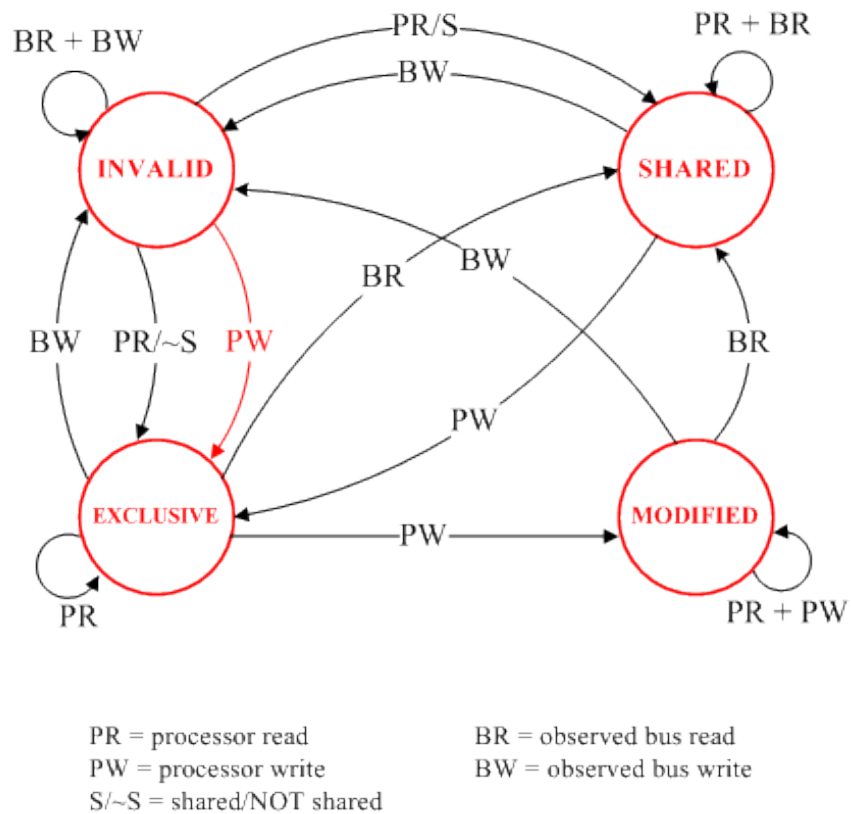 PR/S
PR + BR
BR + BW
BW
INVALID
SHARED
BR
BW
BW
PR/~S
PW
BR
PW
EXCLUSIVE
MODIFIED
PW
PR
PR + PW
PR = processor read
BR = observed bus read
PW = processor write
BW = observed bus write
S/~S = shared/NOT shared